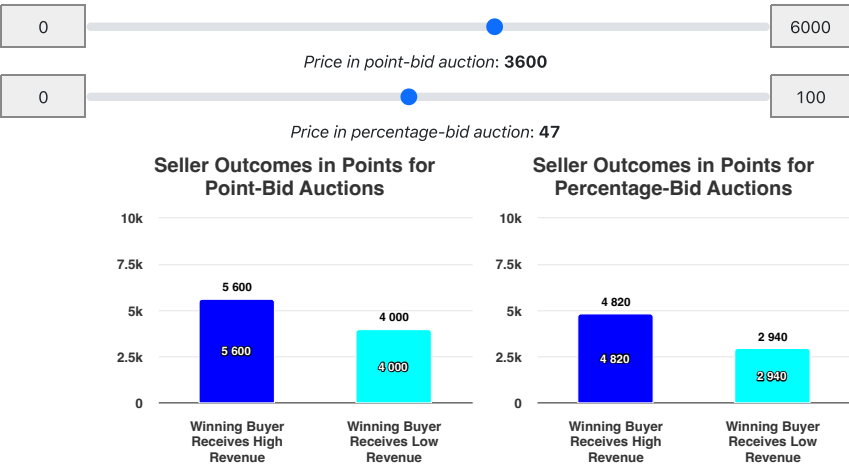 0
6000
Price in point-bid auction: 3600
0
100
Price in percentage-bid auction: 47
Seller Outcomes in Points for
Point-Bid Auctions
10k
7.5k
5k
2.5k
0
5 600
5 600
4 000
4 000
Winning Buyer
Receives High
Revenue
Winning Buyer
Receives Low
Revenue
Seller Outcomes in Points for
Percentage-Bid Auctions
10k
7.5k
5k
2.5k
0
4 820
4 820
2 940
2 940
Winning Buyer
Receives High
Revenue
Winning Buyer
Receives Low
Revenue